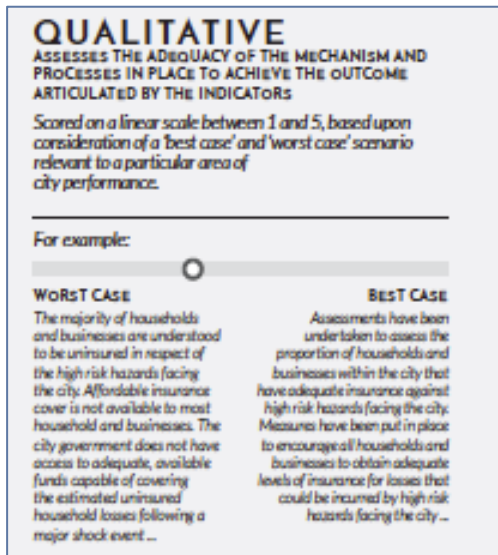 QUALITATIVE
ASSESSES THE ADEQUACY OF THE MECHANISM AND
PROCESSES IN PLACE TO ACHIEVE THE OUTCOME
ARTICULATED BY THE INDICATORS
Scored on a linear scale between 1 and 5, based upon
consideration of a 'best case' and 'worst case' scenario
relevant to a particular area of
city performance.
For example:
WORST CASE
The majority of households
and businesses are understood
to be uninsured in respect of
the high risk hazards facing
the city. Affordable insurance
cover is not available to most
household and businesses. The
city government does not have
access to adequate, available
funds capable of covering
the estimated uninsured
household losses following a
major shock event ...
BEST CASE
Assessments have been
undertaken to assess the
proportion of households and
businesses within the city that
have adequate insurance against
high risk hazards facing the city.
Measures have been put in place
to encourage all households and
businesses to obtain adequate
levels of insurance for losses that
could be incurred by high risk
hazards facing the city ...